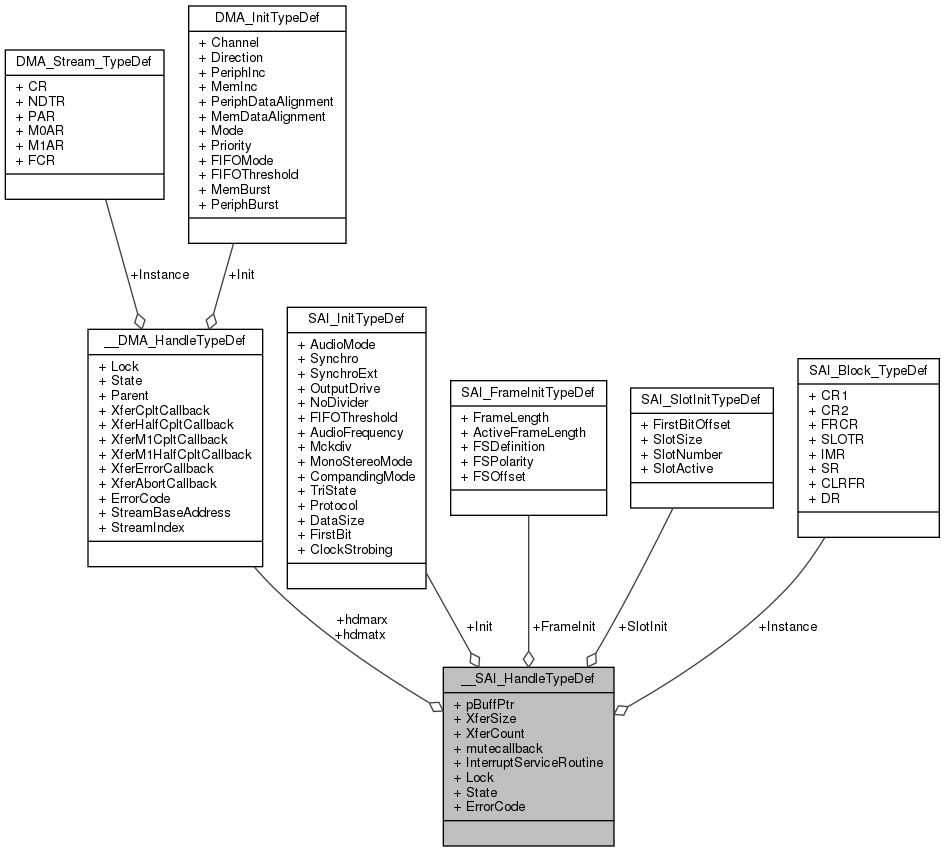 DMA_InitTypeDef
+ Channel
+ Direction
+ PeriphInc
+ MemInc
+ PeriphDataAlignment
+ MemDataAlignment
+ Mode
+ Priority
+ FIFOMode
+ FIFOThreshold
+ MemBurst
+ PeriphBurst
DMA_Stream_TypeDef
+ CR
+ NDTR
+ PAR
+ M0AR
+ M1AR
+ FCR
+Instance
+Init
__DMA_HandleTypeDef
+ Lock
+ State
+ Parent
+ XferCpltCallback
+ XferHalfCpltCallback
+ XferM1CpltCallback
+ XferM1HalfCpltCallback
+ XferErrorCallback
+ XferAbortCallback
+ ErrorCode
+ StreamBaseAddress
+ StreamIndex
SAI_InitTypeDef
+ AudioMode
+ Synchro
+ SynchroExt
+ OutputDrive
+ NoDivider
+ FIFOThreshold
+ AudioFrequency
+ Mckdiv
+ MonoStereoMode
+ CompandingMode
+ TriState
+ Protocol
+ DataSize
+ FirstBit
+ ClockStrobing
SAI_FrameInitTypeDef
+ FrameLength
+ ActiveFrameLength
+ FSDefinition
+ FSPolarity
+ FSOffset
SAI_SlotInitTypeDef
+ FirstBitOffset
+ SlotSize
+ SlotNumber
+ SlotActive
SAI_Block_TypeDef
+ CR1
+ CR2
+ FRCR
+ SLOTR
+ IMR
+ SR
+ CLRFR
+ DR
+hdmarx
+hdmatx
+Init
+FrameInit
+SlotInit
+Instance
__SAI_HandleTypeDef
+ pBuffPtr
+ XferSize
+ XferCount
+ mutecallback
+ InterruptServiceRoutine
+ Lock
+ State
+ ErrorCode